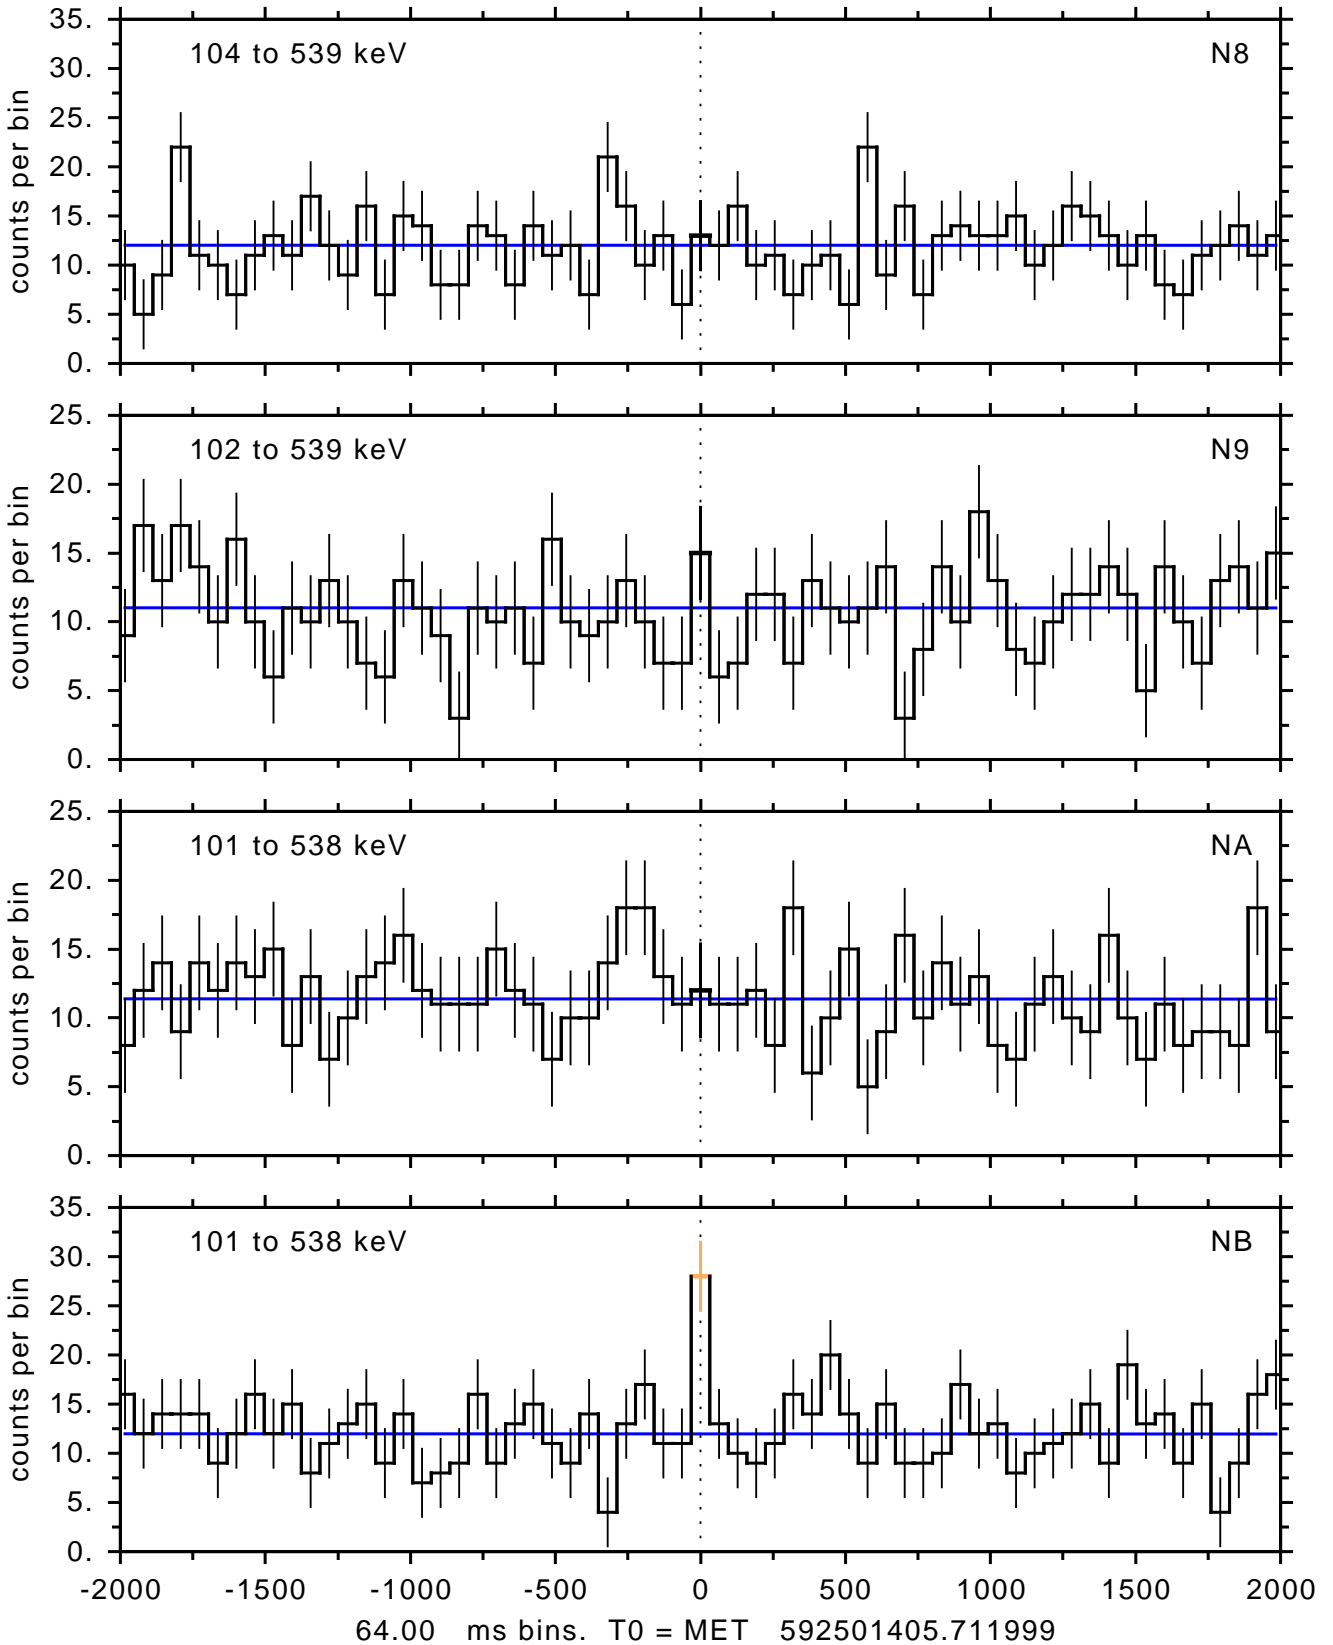 35.
104 to 539 keV N8
30.
25.
20.
15.
10.
5.
0.
counts per bin
25.
102 to 539 keV N9
20.
15.
10.
5.
0.
counts per bin
25.
101 to 538 keV NA
20.
15.
10.
5.
0.
counts per bin
35.
101 to 538 keV NB
30.
25.
20.
15.
10.
5.
0.
counts per bin
-2000 -1500 -1000 -500 0 500 1000 1500 2000
64.00 ms bins. T0 = MET 592501405.711999